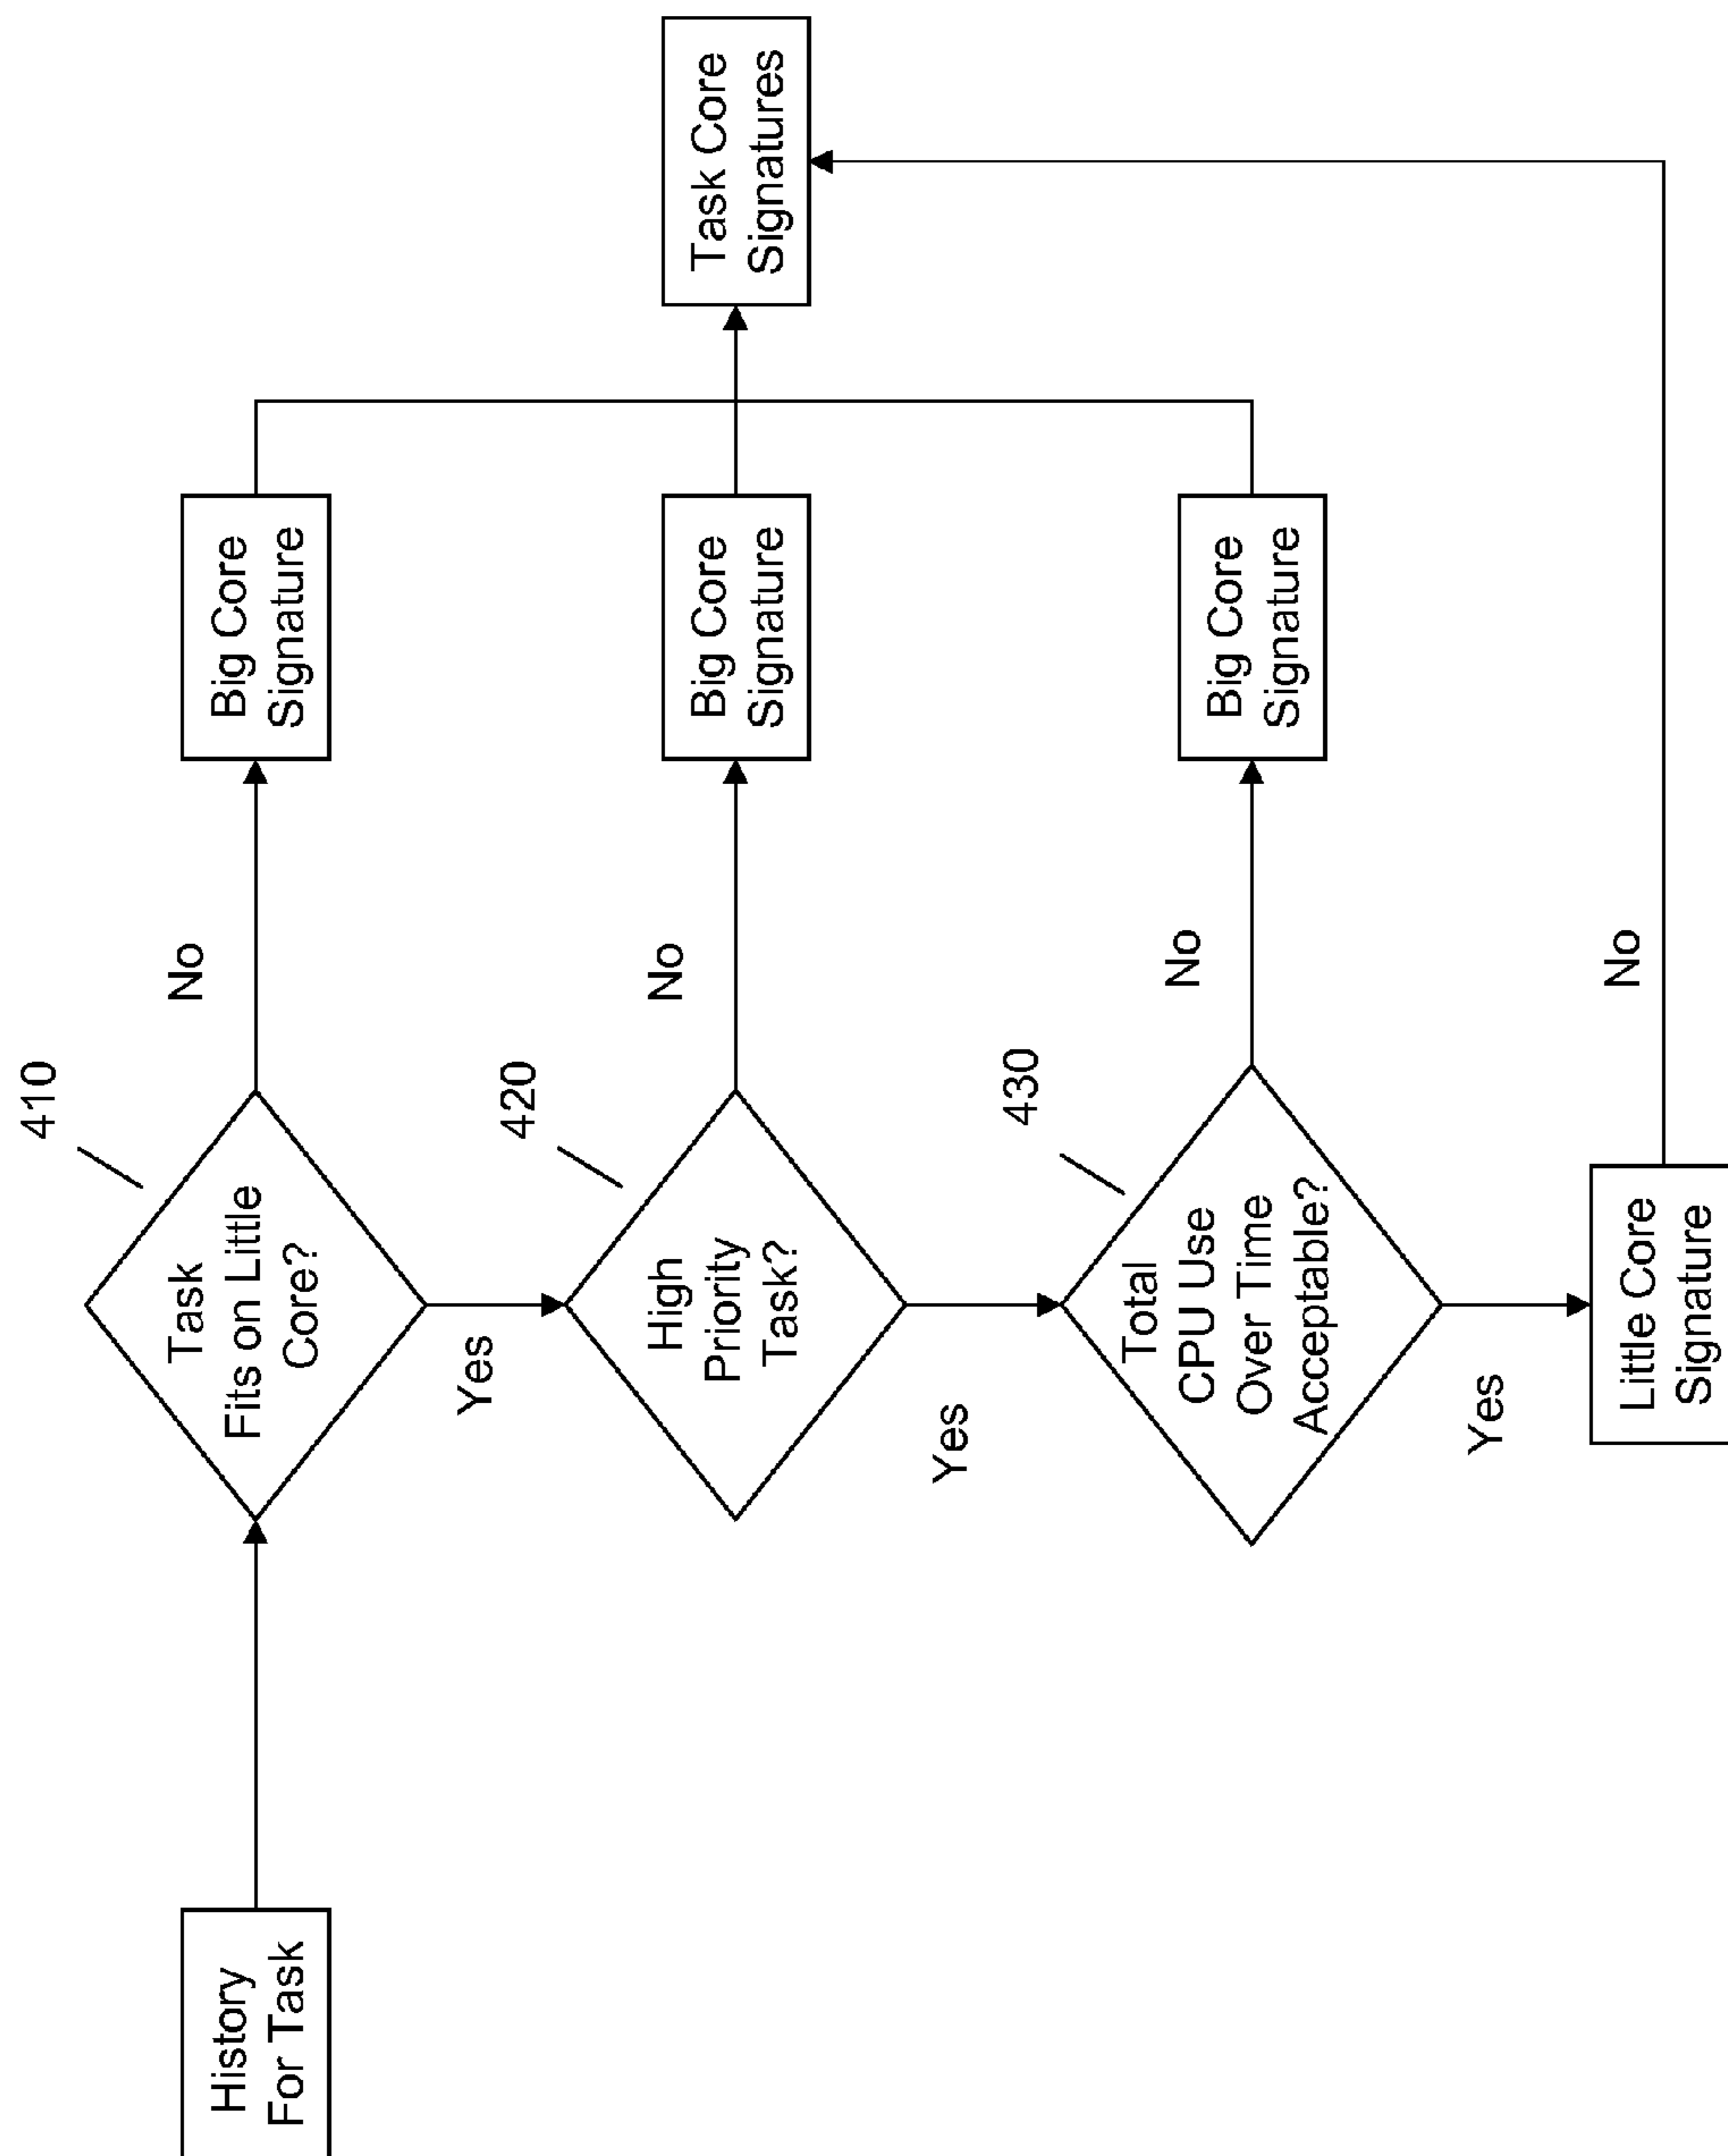 History
For Task
410
Task
Fits on Little
Core?
No
Big Core
Signature
Yes
420
High
Priority
Task?
No
Big Core
Signature
Task Core
Signatures
Yes
430
Total
CPU Use
Over Time
Acceptable?
No
Big Core
Signature
Yes
Little Core
Signature
No